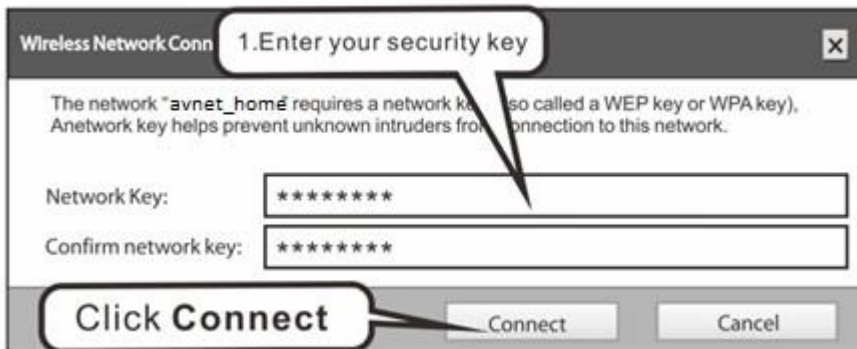 Wireless Network Conn
1.Enter your security key
The network "avnet_home" requires a network ke so called a WEP key or WPA key),
Anetwork key helps prevent unknown intruders from connection to this network.
Network Key: ********
Confirm network key: ********
Click Connect
Connect
Cancel